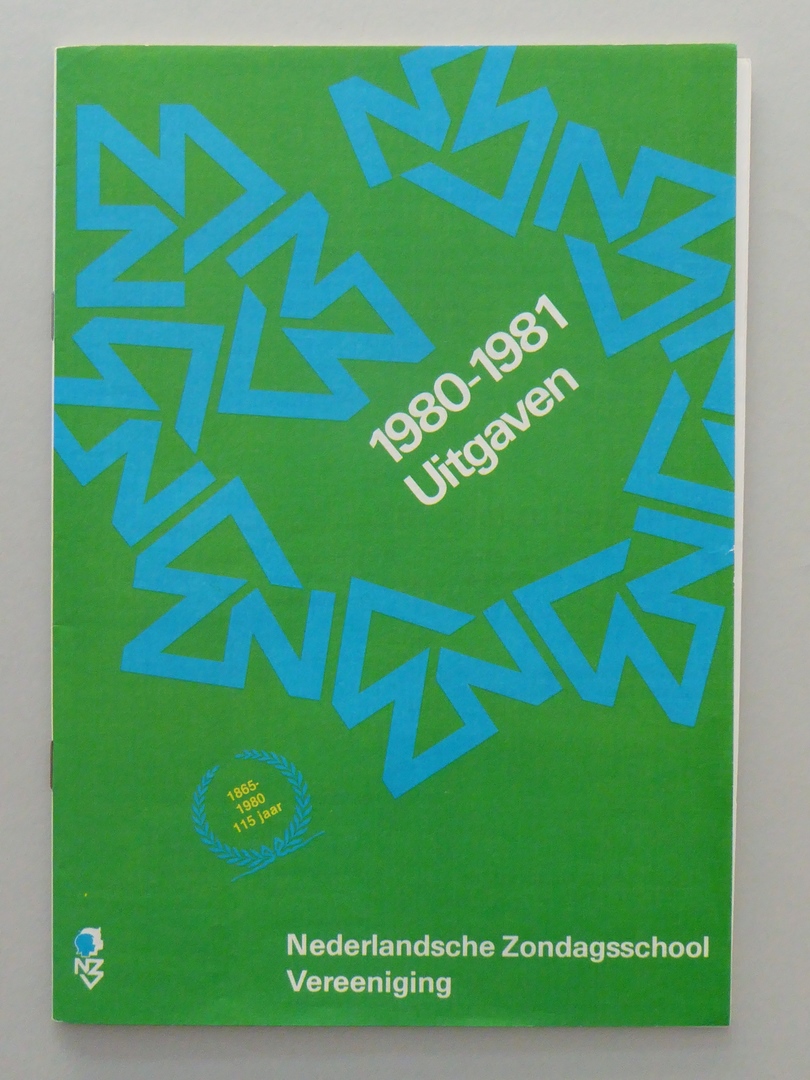 1980-1981
Uitgaven
1865-
1980
115 jaar
NZV
Nederlandsche Zondagsschool
Vereeniging